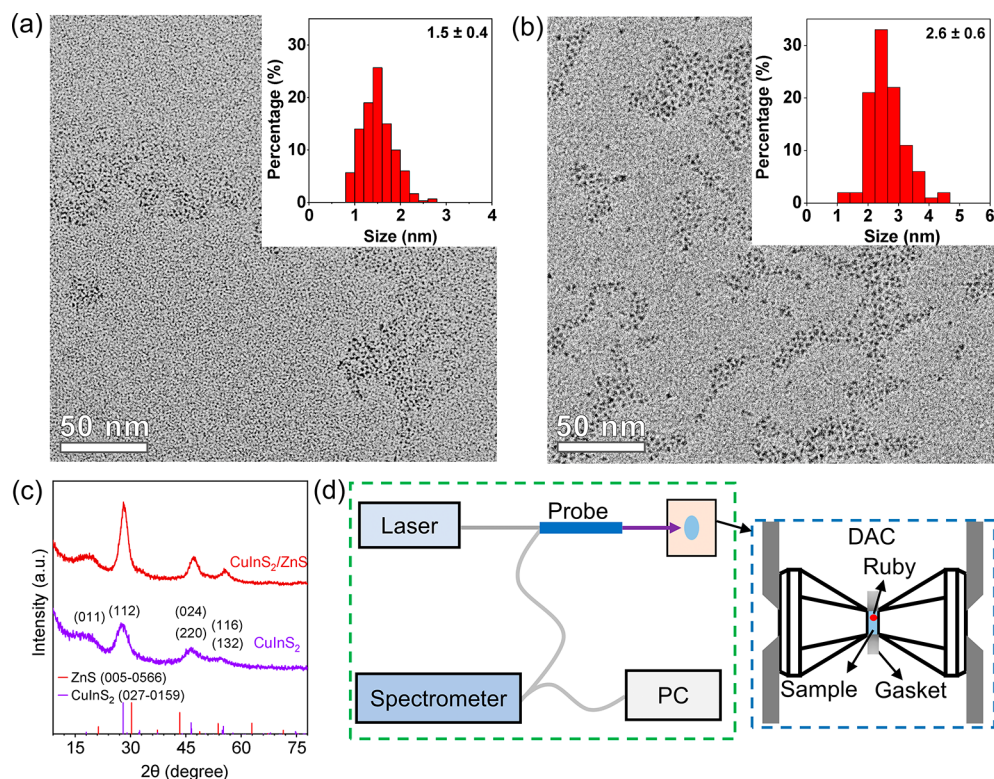 (a)
1.5 ± 0.4
Percentage (%)
30
20
10
0
0 1 2 3 4
Size (nm)
50 nm
(b)
2.6 ± 0.6
Percentage (%)
30
20
10
0
0 1 2 3 4 5 6
Size (nm)
50 nm
(c)
Intensity (a.u.)
CuInS₂/ZnS
(011)
(112)
(024)
(220)
(116)
(132)
CuInS₂
ZnS (005-0566)
CuInS₂ (027-0159)
15 30 45 60 75
2θ (degree)
(d)
Laser
Probe
Spectrometer
PC
DAC
Ruby
Sample
Gasket